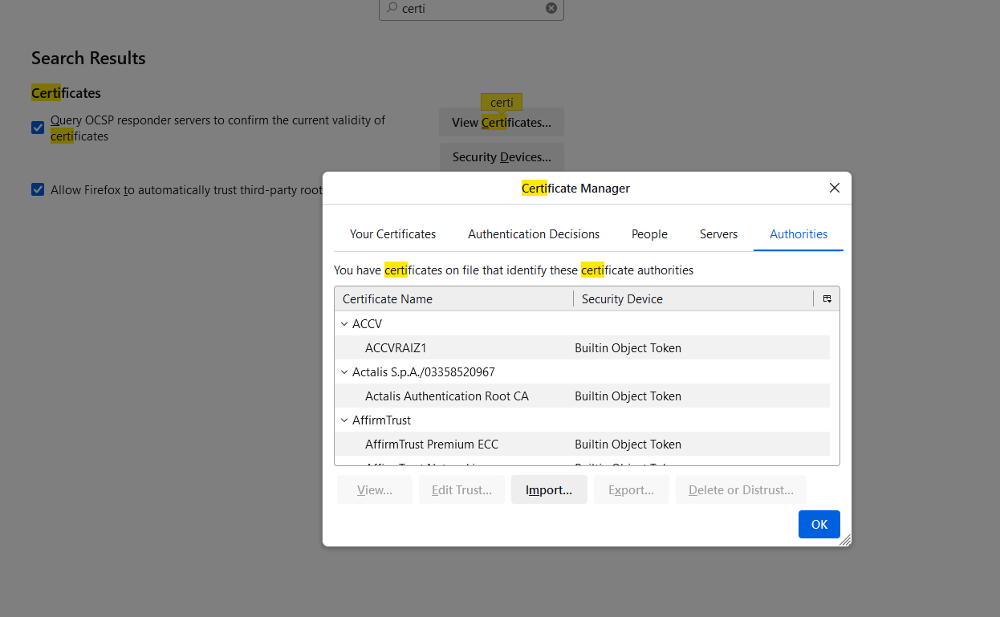 certi
Search Results
Certificates
certi
Query OCSP responder servers to confirm the current validity of
certificates
View Certificates...
Security Devices...
Allow Firefox to automatically trust third-party root
Certificate Manager
Your Certificates Authentication Decisions People Servers Authorities
You have certificates on file that identify these certificate authorities
Certificate Name Security Device
ACCV
ACCVRAIZ1 Builtin Object Token
Actalis S.p.A./03358520967
Actalis Authentication Root CA Builtin Object Token
AffirmTrust
AffirmTrust Premium ECC Builtin Object Token
View... Edit Trust... Import... Export... Delete or Distrust...
OK